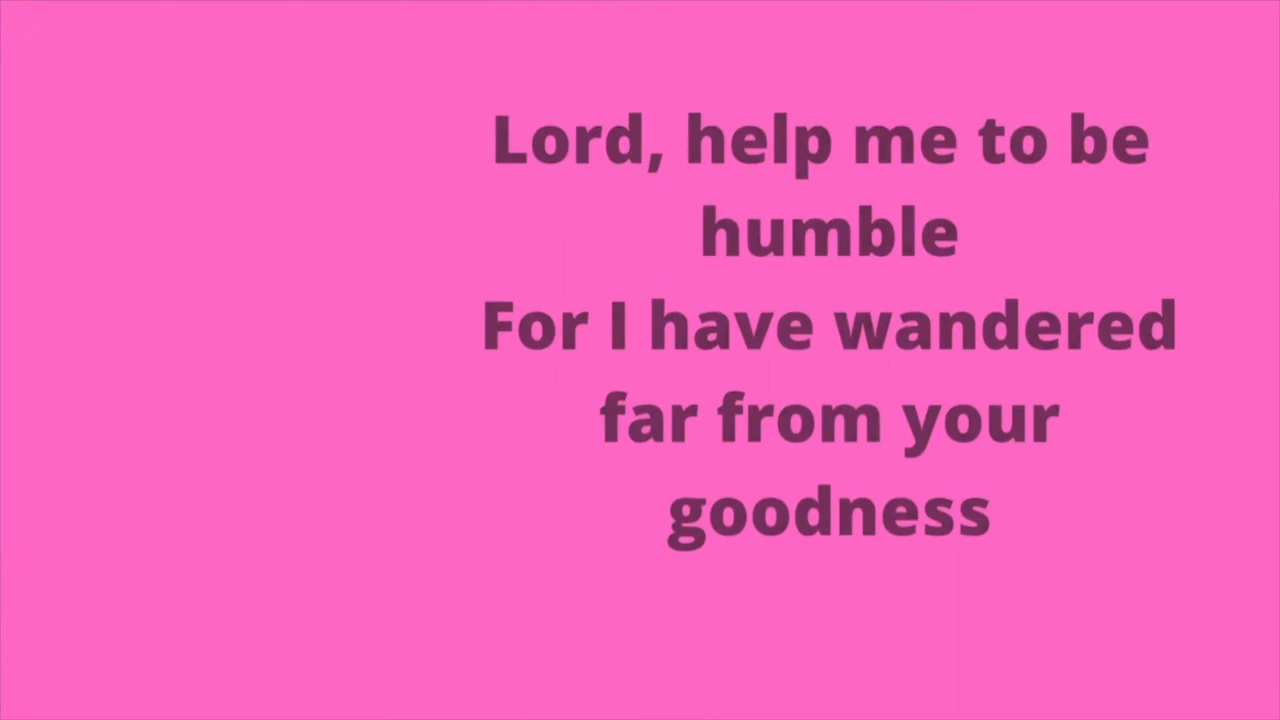 Lord, help me to be
humble
For I have wandered
far from your
goodness